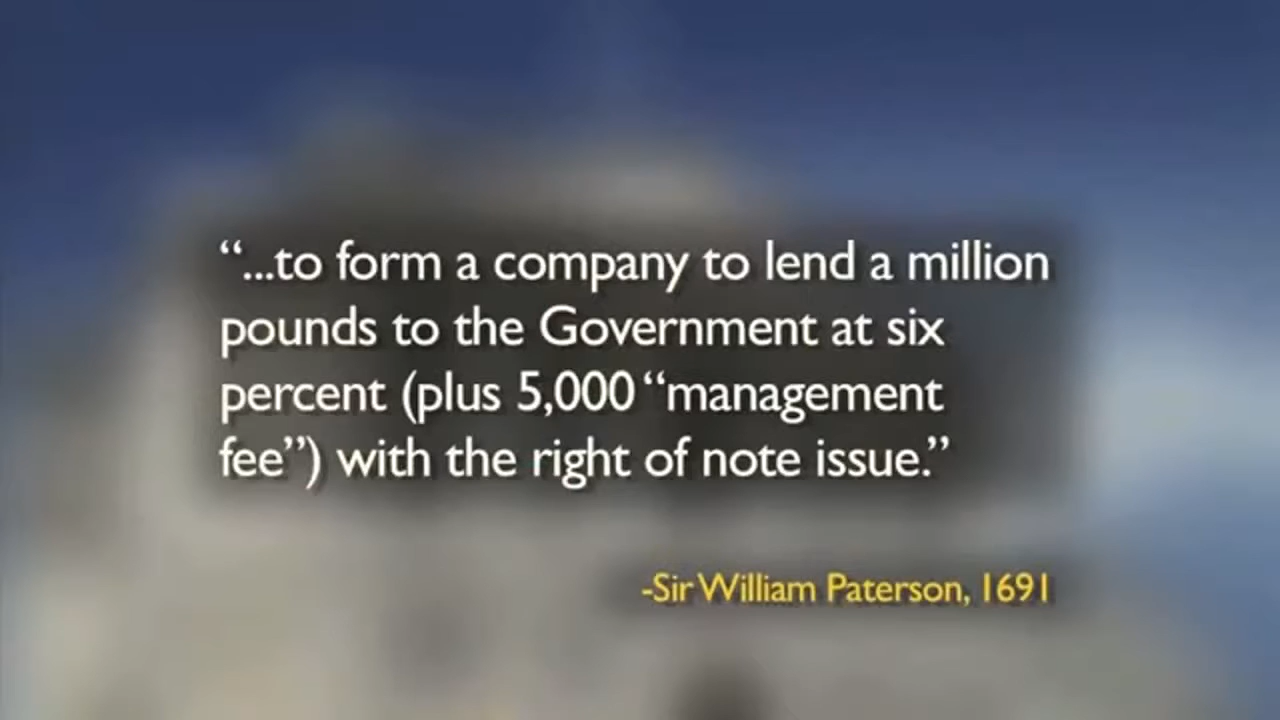 “...to form a company to lend a million
pounds to the Government at six
percent (plus 5,000 “management
fee”) with the right of note issue.”
-Sir William Paterson, 1691